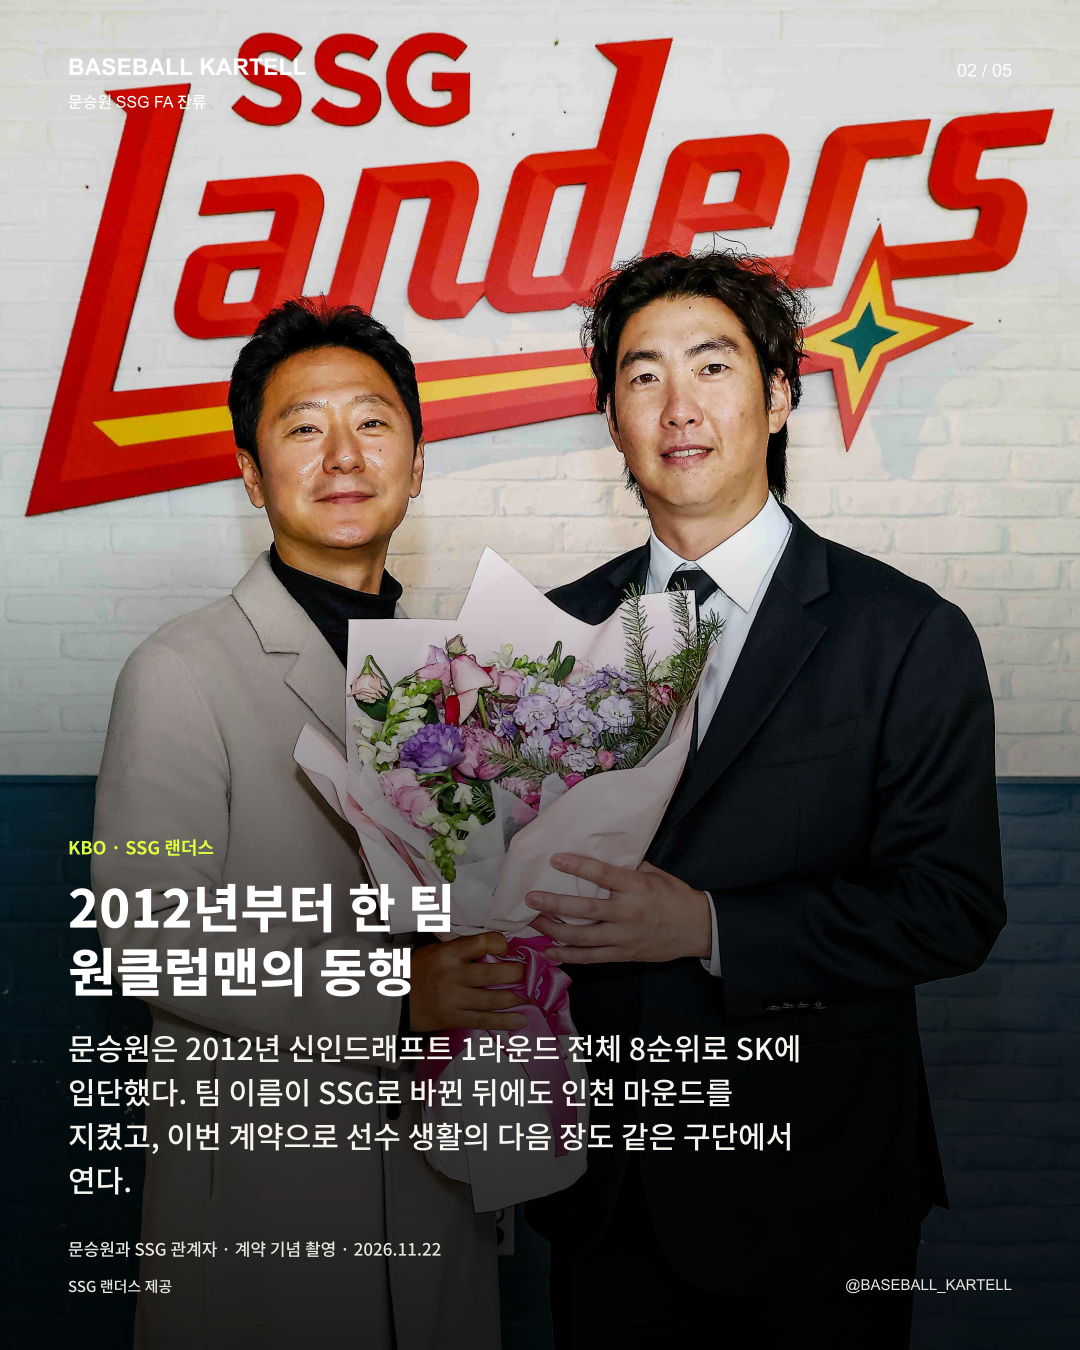 BASEBALL KARTELL
02 / 05
문승원 SSG FA 잔류
SSG
Landers
KBO · SSG 랜더스
2012년부터 한 팀
원클럽맨의 동행
문승원은 2012년 신인드래프트 1라운드 전체 8순위로 SK에
입단했다. 팀 이름이 SSG로 바뀐 뒤에도 인천 마운드를
지켰고, 이번 계약으로 선수 생활의 다음 장도 같은 구단에서
연다.
문승원과 SSG 관계자 · 계약 기념 촬영 · 2026.11.22
SSG 랜더스 제공
@BASEBALL_KARTELL